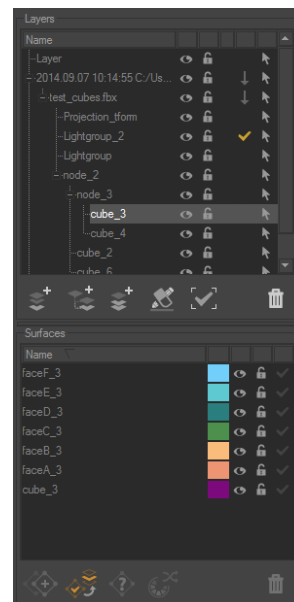 Layers
Name
Layer
2014.09.07 10:14:55 C:/Us...
test_cubes.fbx
Projection_tform
Lightgroup_2
Lightgroup
node_2
node_3
cube_3
cube_4
cube_2
cube_6
Surfaces
Name
faceF_3
faceE_3
faceD_3
faceC_3
faceB_3
faceA_3
cube_3